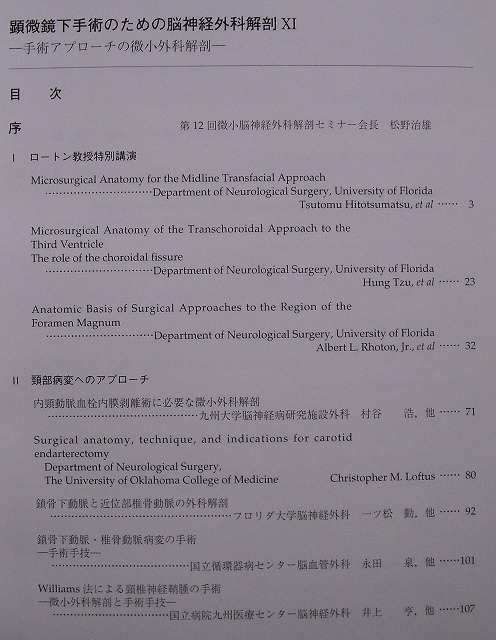 顕微鏡下手術のための脳神経外科解剖 XI
—手術アプローチの微小外科解剖—
目 次
序 第12回微小脳神経外科解剖セミナー会長 松野治雄
I ロートン教授特別講演
Microsurgical Anatomy for the Midline Transfacial Approach
……………………………Department of Neurological Surgery, University of Florida
Tsutomu Hitotsumatsu, et al …… 3
Microsurgical Anatomy of the Transchoroidal Approach to the
Third Ventricle
The role of the choroidal fissure
……………………………Department of Neurological Surgery, University of Florida
Hung Tzu, et al …… 23
Anatomic Basis of Surgical Approaches to the Region of the
Foramen Magnum
……………………………Department of Neurological Surgery, University of Florida
Albert L. Rhoton, Jr., et al …… 32
II 頸部病変へのアプローチ
内頸動脈血栓内膜剥離術に必要な微小外科解剖
……………………………………九州大学脳神経病研究施設外科 村谷 浩, 他 …… 71
Surgical anatomy, technique, and indications for carotid
endarterectomy
Department of Neurological Surgery,
The University of Oklahoma College of Medicine Christopher M. Loftus …… 80
鎖骨下動脈と近位部椎骨動脈の外科解剖
……………………………………………フロリダ大学脳神経外科 一ツ松 勤, 他 …… 92
鎖骨下動脈・椎骨動脈病変の手術
—手術手技—
…………………………………国立循環器病センター脳血管外科 永田 泉, 他 ……101
Williams 法による頸椎神経鞘腫の手術
—微小外科解剖と手術手技—
……………………………国立病院九州医療センター脳神経外科 井上 亨, 他 ……107